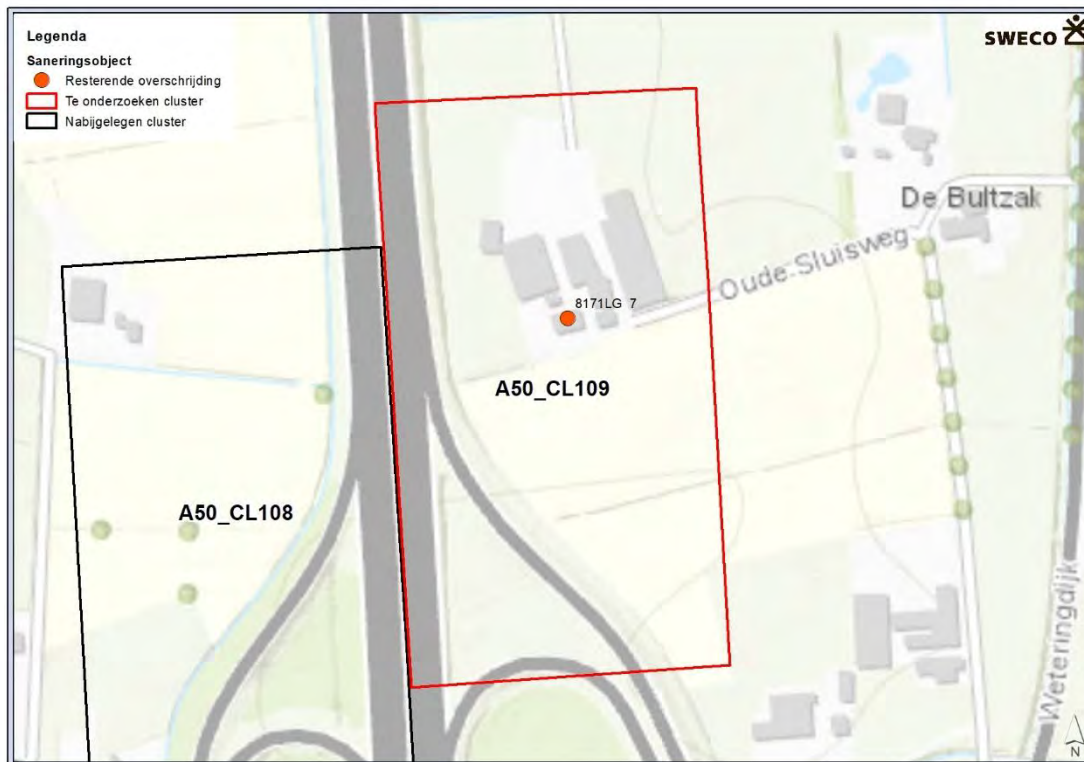 Legenda
Saneringsobject
Resterende overschrijding
Te onderzoeken cluster
Nabijgelegen cluster
SWECO
De Bultzak
Oude Sluisweg
8171LG 7
A50_CL109
A50_CL108
Weteringdijk
N